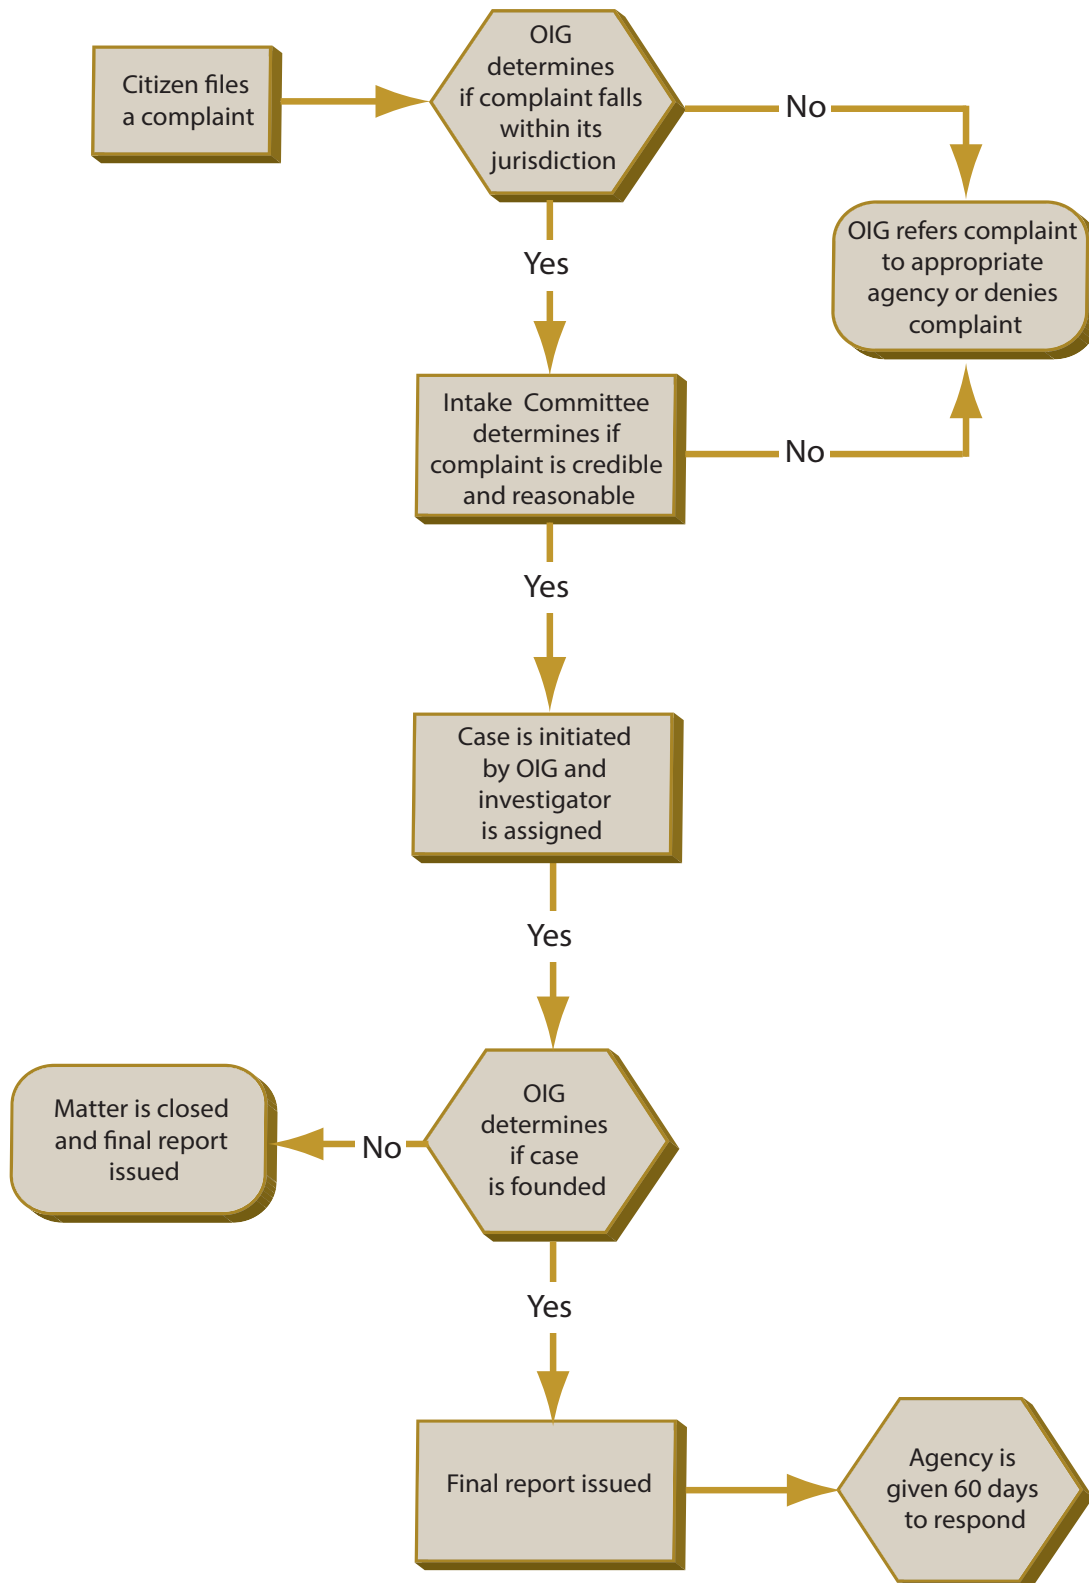 Citizen files
a complaint
OIG
determines
if complaint falls
within its
jurisdiction
No
OIG refers complaint
to appropriate
agency or denies
complaint
Yes
Intake Committee
determines if
complaint is credible
and reasonable
No
Yes
Case is initiated
by OIG and
investigator
is assigned
Yes
OIG
determines
if case
is founded
No
Matter is closed
and final report
issued
Yes
Final report issued
Agency is
given 60 days
to respond